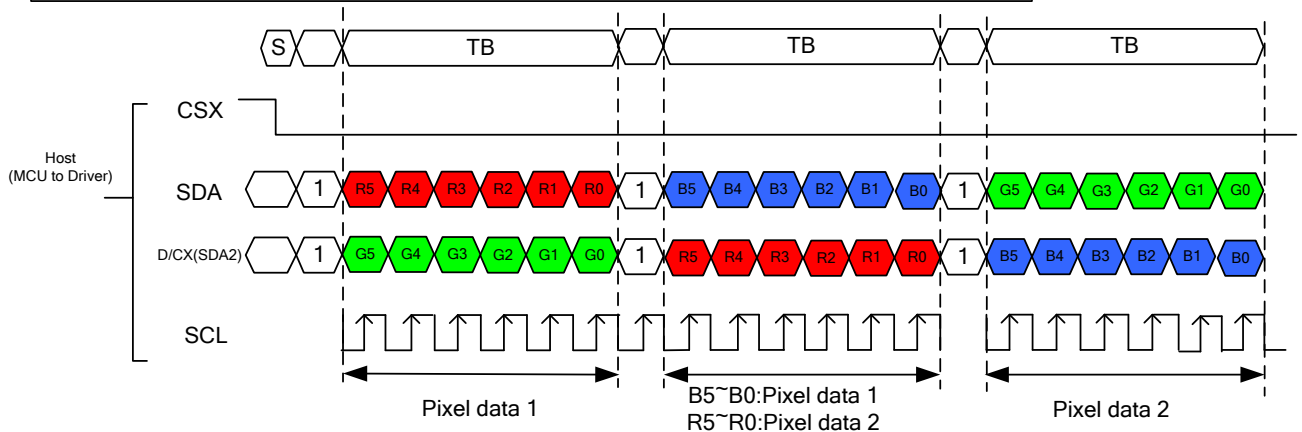 S TB TB TB
CSX
Host
(MCU to Driver)
SDA 1 R5 R4 R3 R2 R1 R0 1 B5 B4 B3 B2 B1 B0 1 G5 G4 G3 G2 G1 G0
D/CX(SDA2) 1 G5 G4 G3 G2 G1 G0 1 R5 R4 R3 R2 R1 R0 1 B5 B4 B3 B2 B1 B0
SCL
Pixel data 1
B5~B0:Pixel data 1
R5~R0:Pixel data 2
Pixel data 2